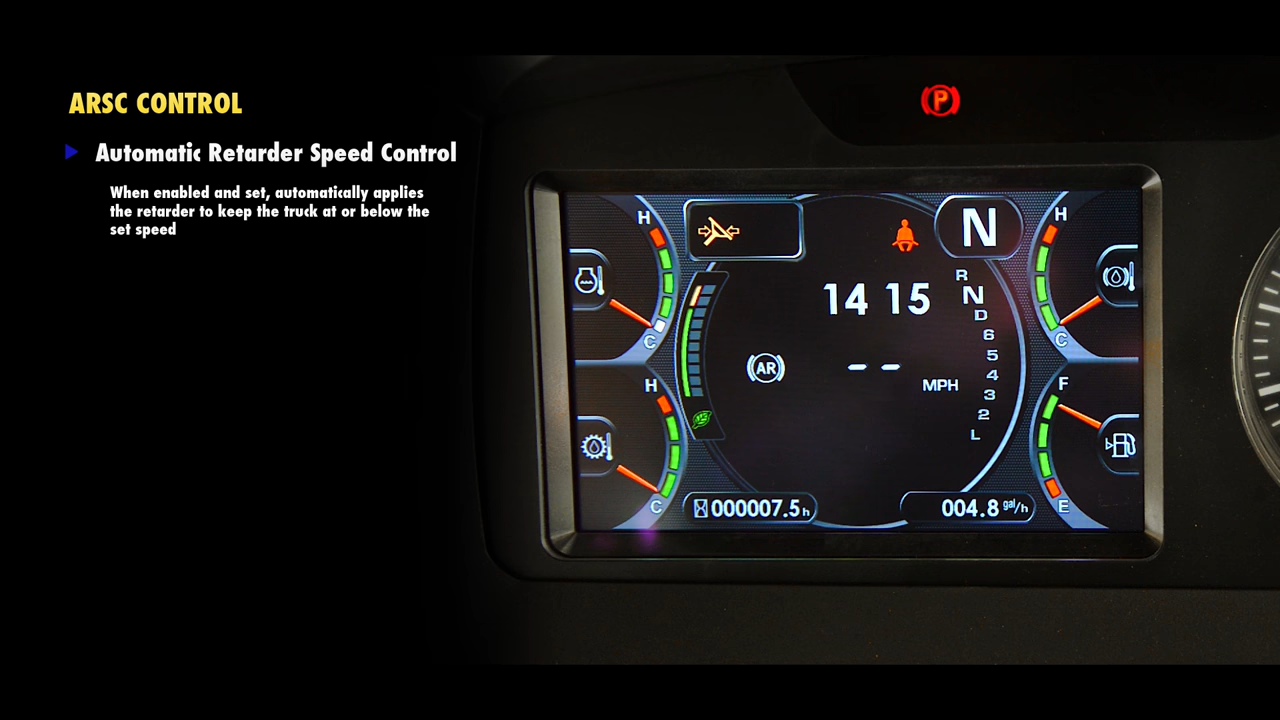 ARSC CONTROL
Automatic Retarder Speed Control
When enabled and set, automatically applies
the retarder to keep the truck at or below the
set speed
P
H
N
H
R
14 15
N
D
C
C
6
5
AR
-- MPH
4
H
F
3
2
L
C
000007.5h
004.8 gal/h
E